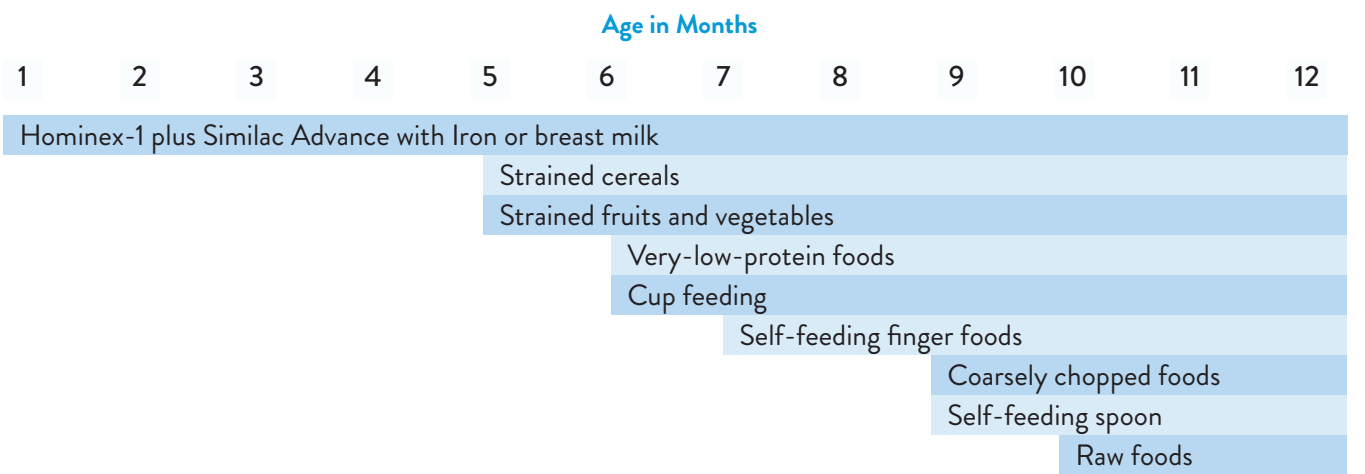 Age in Months
1 2 3 4 5 6 7 8 9 10 11 12
Hominex-1 plus Similac Advance with Iron or breast milk
Strained cereals
Strained fruits and vegetables
Very-low-protein foods
Cup feeding
Self-feeding finger foods
Coarsely chopped foods
Self-feeding spoon
Raw foods